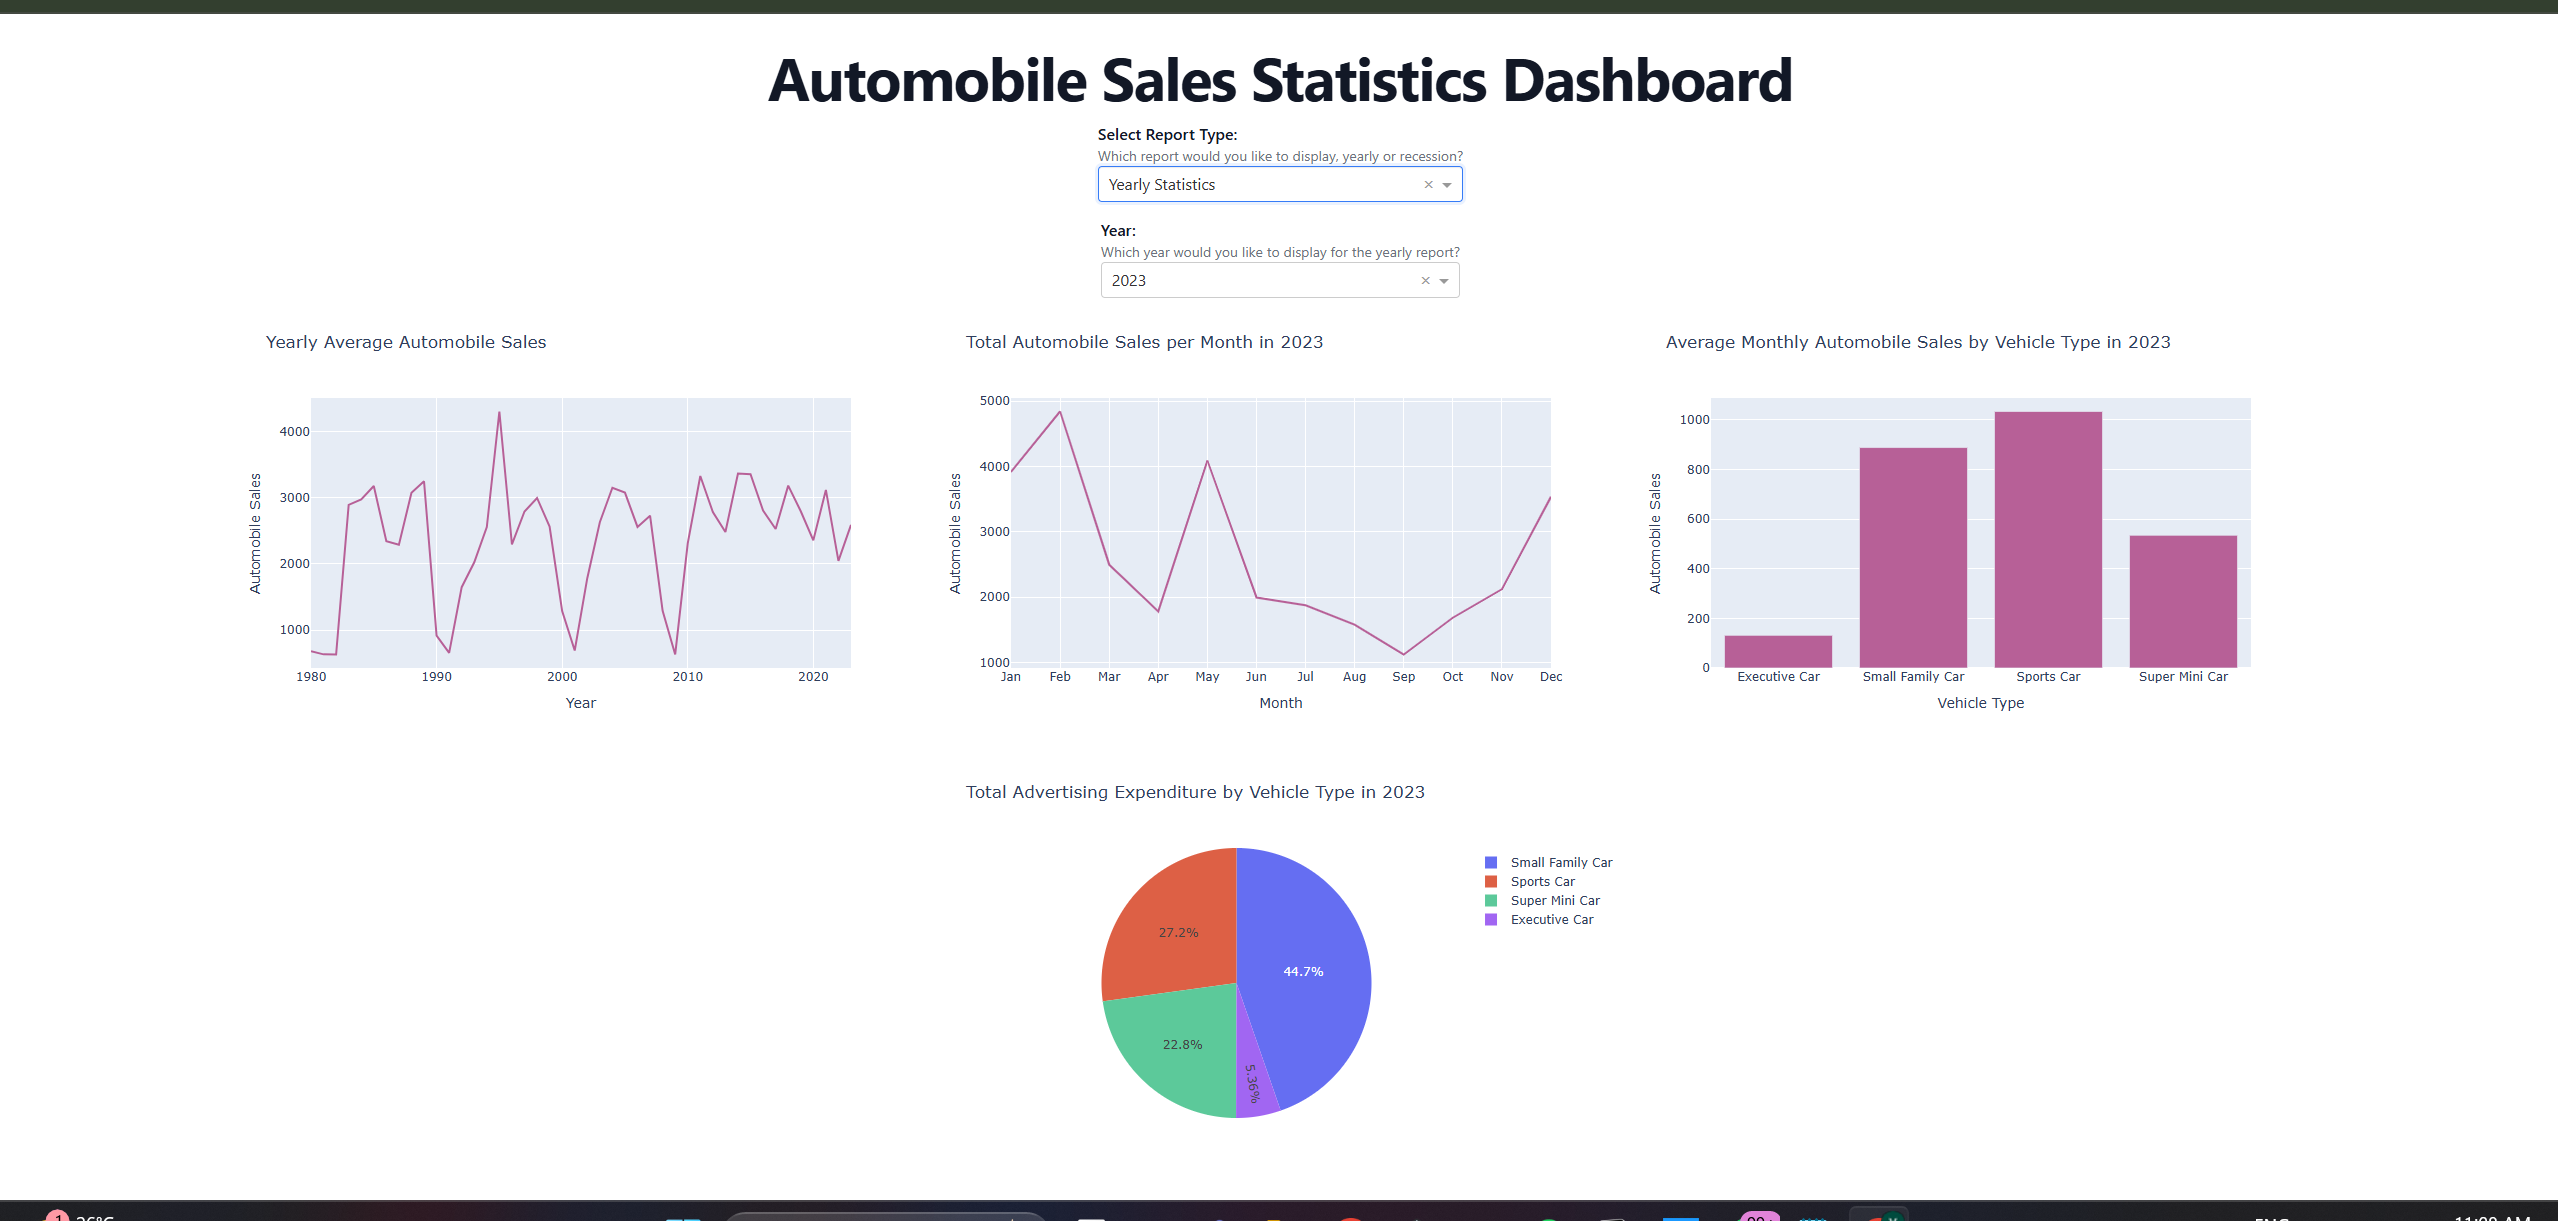 Automobile Sales Statistics Dashboard
Select Report Type:
Which report would you like to display, yearly or recession?
Yearly Statistics
Year:
Which year would you like to display for the yearly report?
2023
Yearly Average Automobile Sales
Automobile Sales
4000
3000
2000
1000
1980 1990 2000 2010 2020
Year
Total Automobile Sales per Month in 2023
Automobile Sales
5000
4000
3000
2000
1000
Jan Feb Mar Apr May Jun Jul Aug Sep Oct Nov Dec
Month
Average Monthly Automobile Sales by Vehicle Type in 2023
Automobile Sales
1000
800
600
400
200
0
Executive Car Small Family Car Sports Car Super Mini Car
Vehicle Type
Total Advertising Expenditure by Vehicle Type in 2023
27.2%
44.7%
22.8%
5.36%
Small Family Car
Sports Car
Super Mini Car
Executive Car